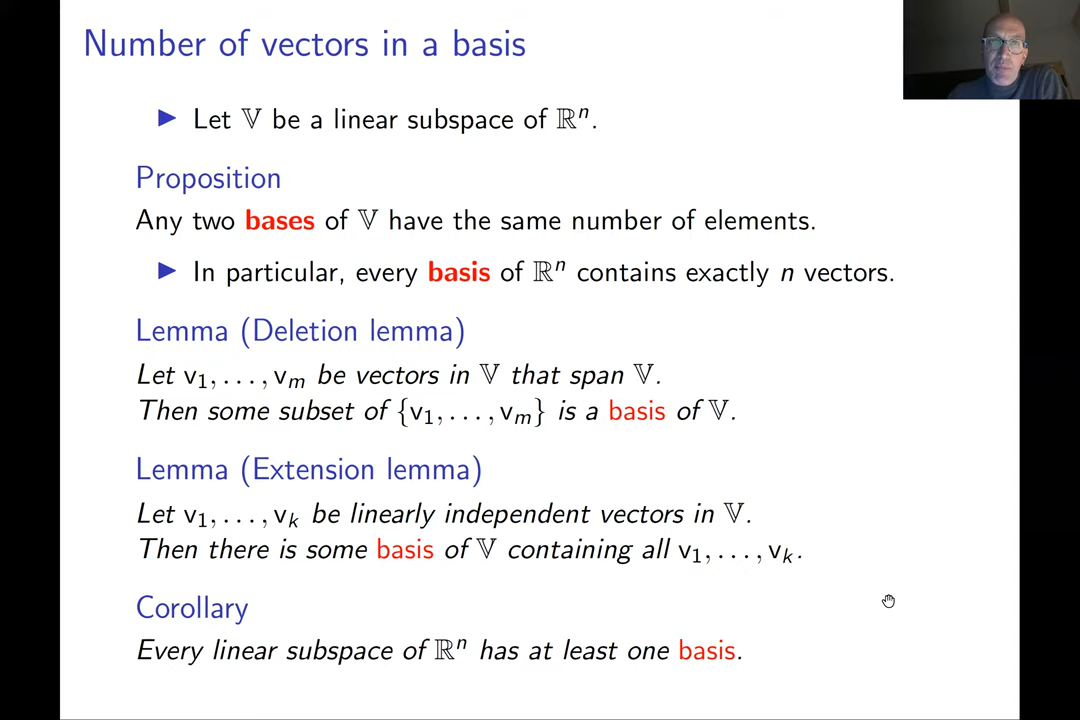 Number of vectors in a basis
▶ Let 𝕍 be a linear subspace of ℝⁿ.
Proposition
Any two bases of 𝕍 have the same number of elements.
▶ In particular, every basis of ℝⁿ contains exactly n vectors.
Lemma (Deletion lemma)
Let v₁, . . . , vₘ be vectors in 𝕍 that span 𝕍.
Then some subset of {v₁, . . . , vₘ} is a basis of 𝕍.
Lemma (Extension lemma)
Let v₁, . . . , vₖ be linearly independent vectors in 𝕍.
Then there is some basis of 𝕍 containing all v₁, . . . , vₖ.
Corollary
Every linear subspace of ℝⁿ has at least one basis.